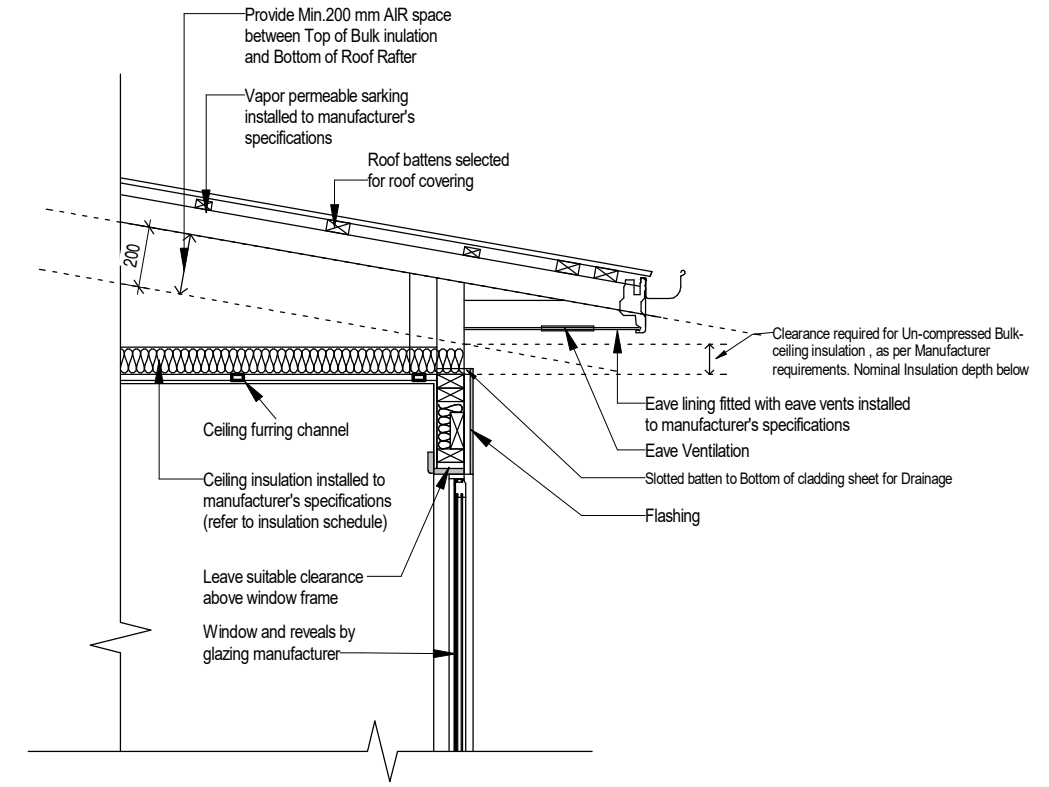 Provide Min.200 mm AIR space
between Top of Bulk inulation
and Bottom of Roof Rafter
Vapor permeable sarking
installed to manufacturer's
specifications
Roof battens selected
for roof covering
200
Clearance required for Un-compressed Bulk-
ceiling insulation , as per Manufacturer
requirements. Nominal Insulation depth below
Eave lining fitted with eave vents installed
to manufacturer's specifications
Eave Ventilation
Slotted batten to Bottom of cladding sheet for Drainage
Flashing
Ceiling furring channel
Ceiling insulation installed to
manufacturer's specifications
(refer to insulation schedule)
Leave suitable clearance
above window frame
Window and reveals by
glazing manufacturer